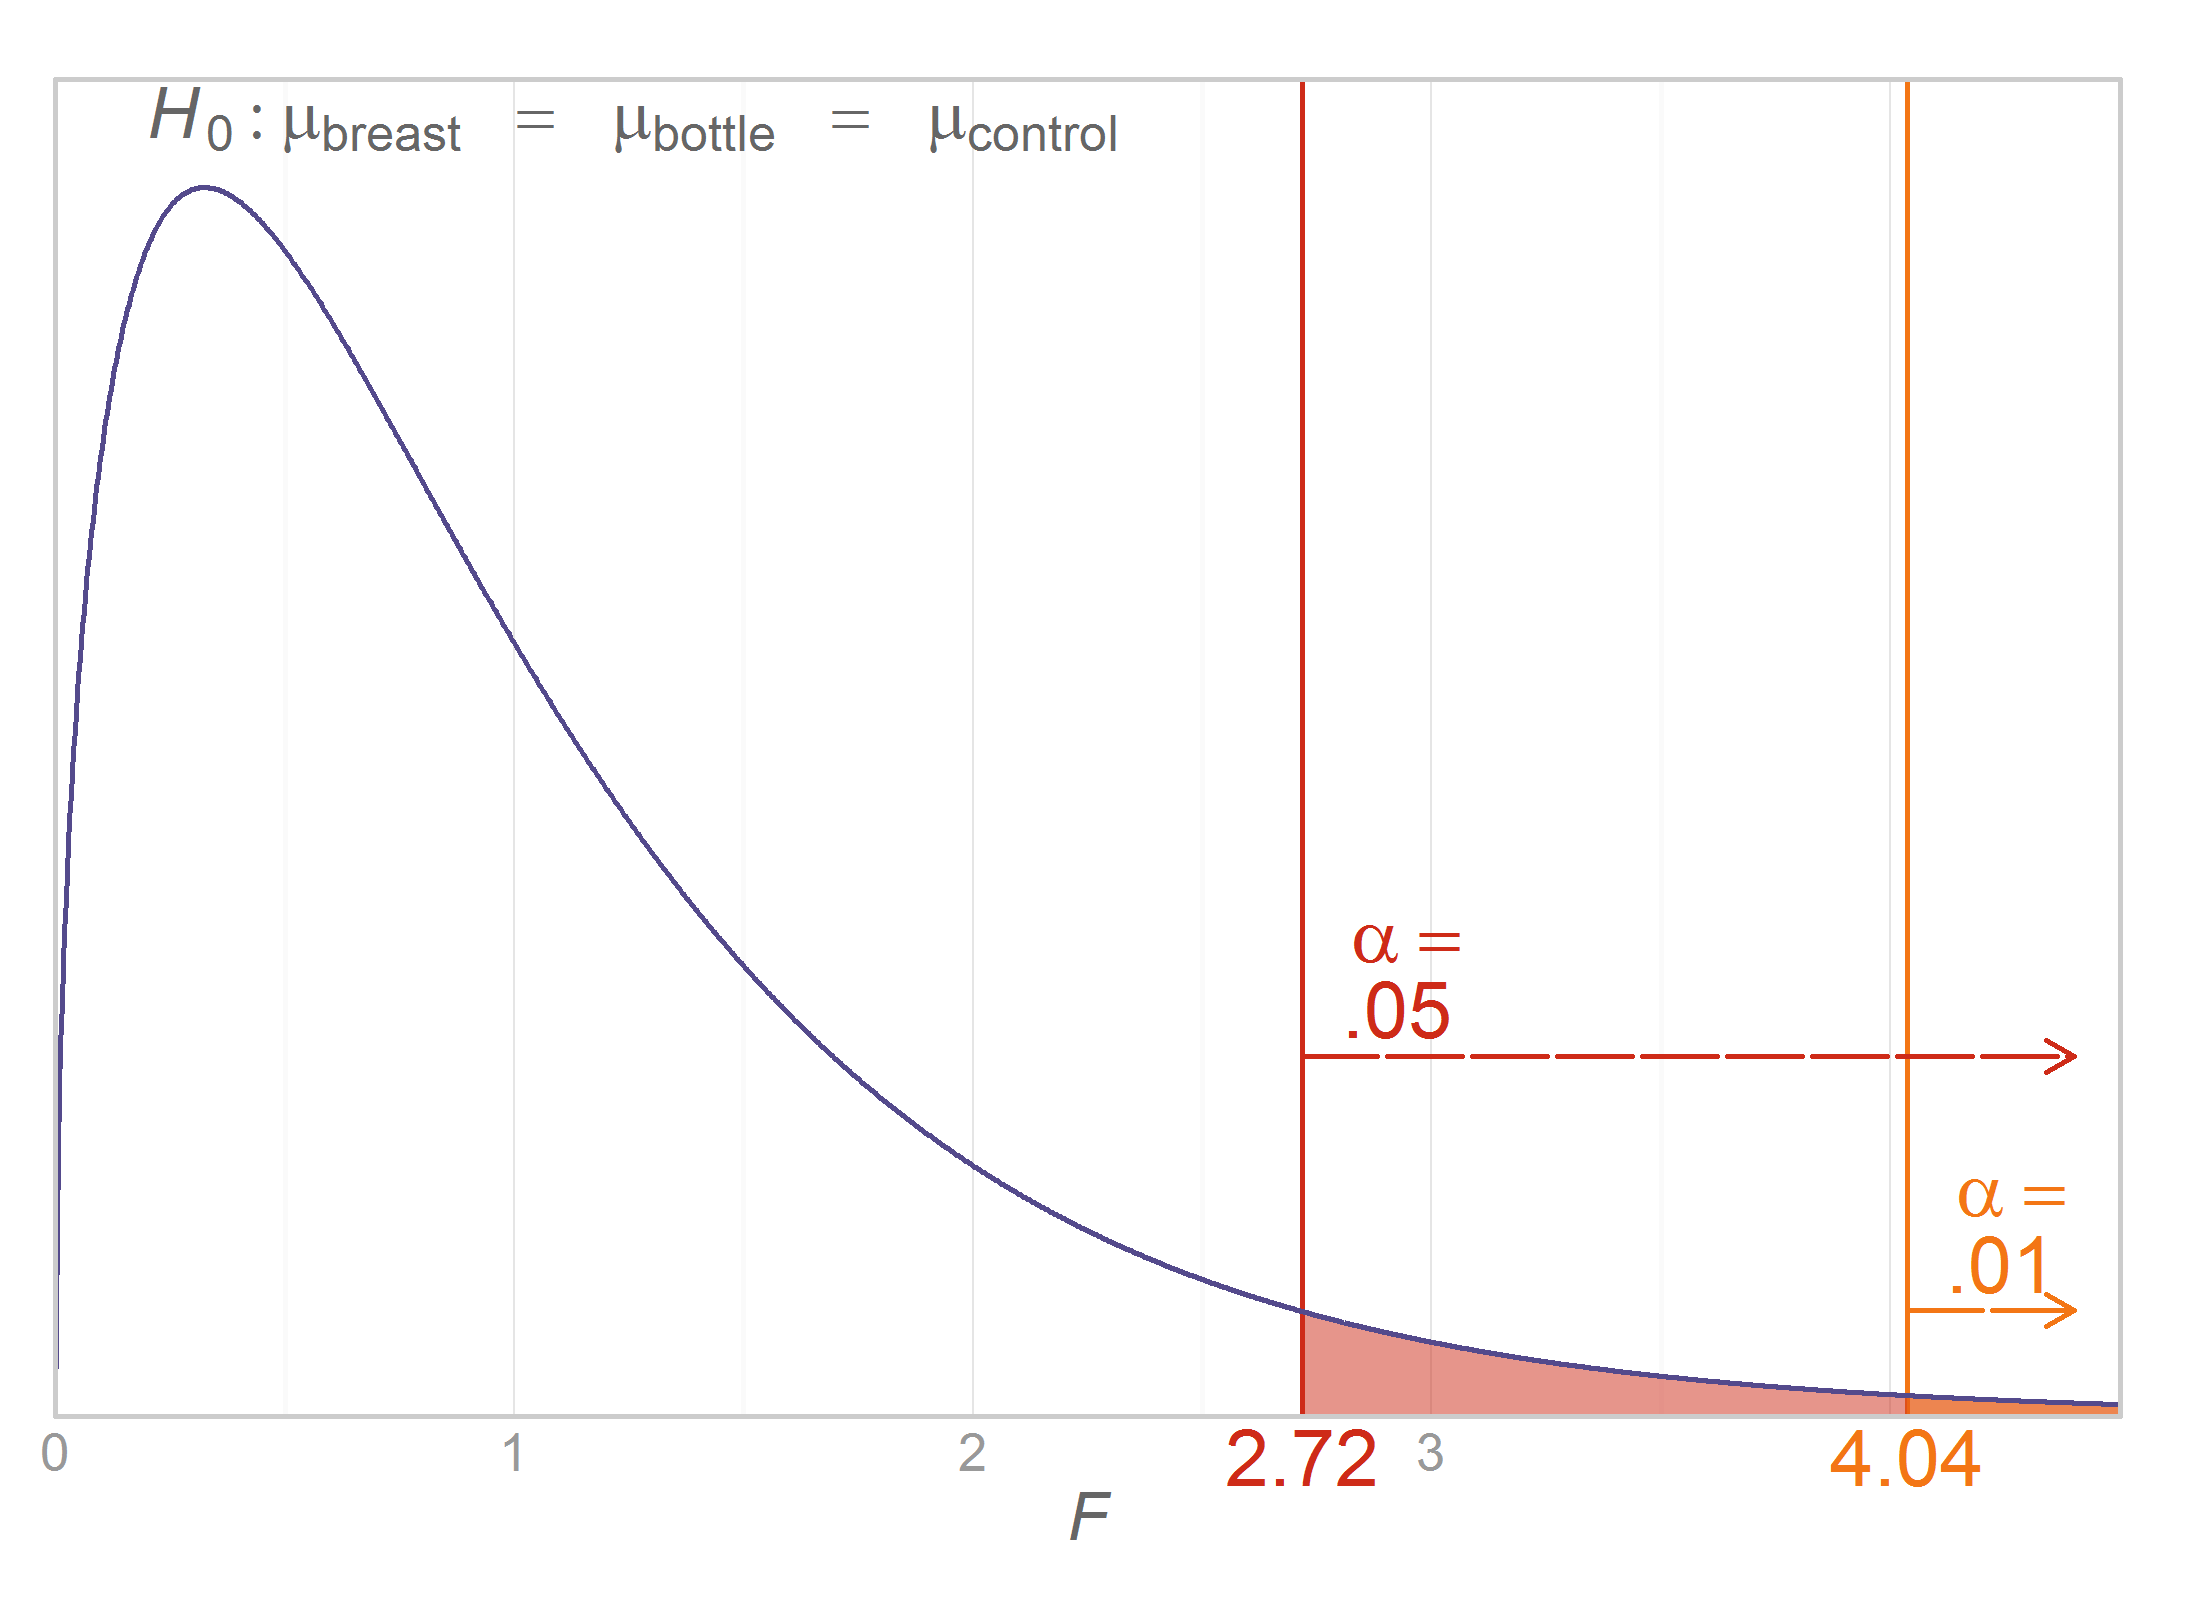 H0 : μbreast = μbottle = μcontrol
α =
.05
α =
.01
0 1 2 2.72 3 4.04
F